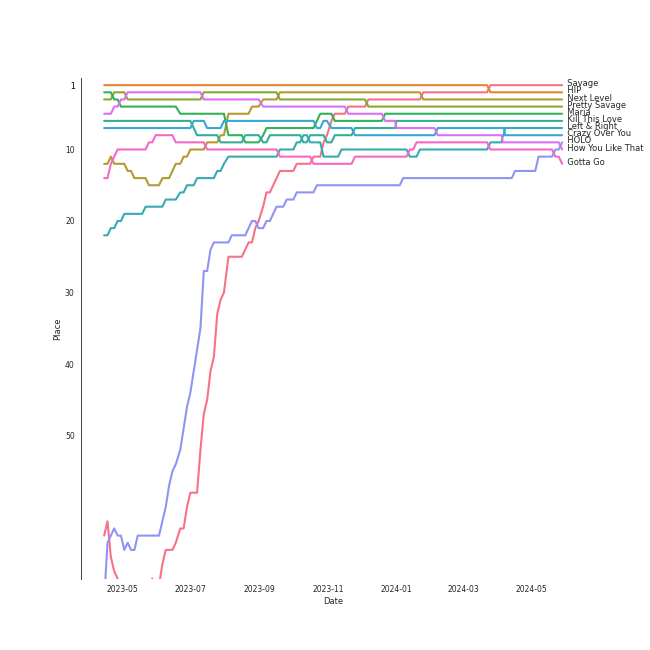 1
10
20
30
40
50
Place
2023-05
2023-07
2023-09
2023-11
2024-01
2024-03
2024-05
Date
Savage
HIP
Next Level
Pretty Savage
Maria
Kill This Love
Left & Right
Crazy Over You
HOLO
How You Like That
Gotta Go